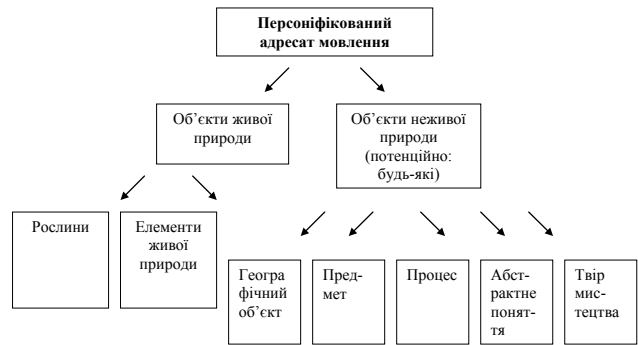 Персоніфікований
адресат мовлення
Об’єкти живої
природи
Об’єкти неживої
природи
(потенційно:
будь-які)
Рослини
Елементи
живої
природи
Геогра
фічний
об’єкт
Пред-
мет
Процес
Абст-
рактне
понят-
тя
Твір
мис-
тецтва